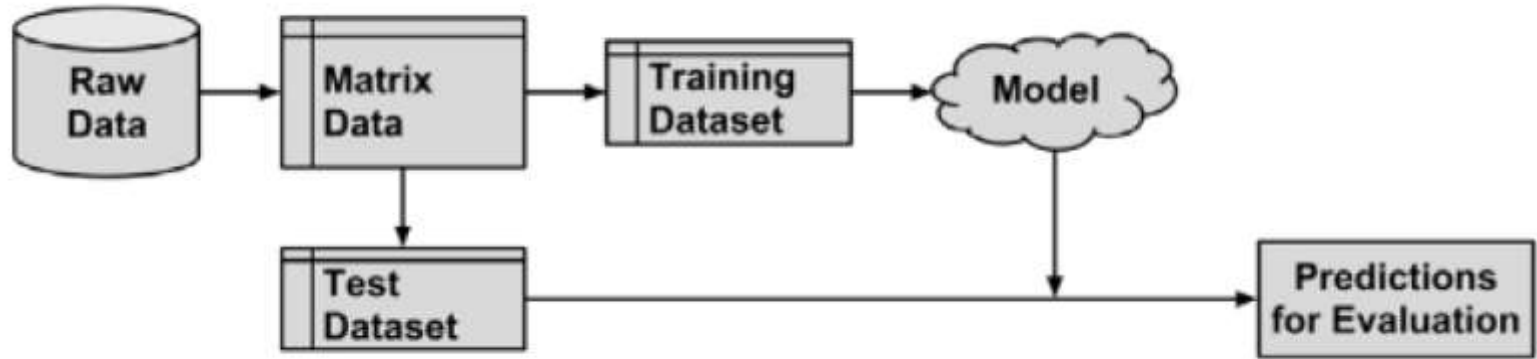 Raw
Data
Matrix
Data
Training
Dataset
Model
Test
Dataset
Predictions
for Evaluation